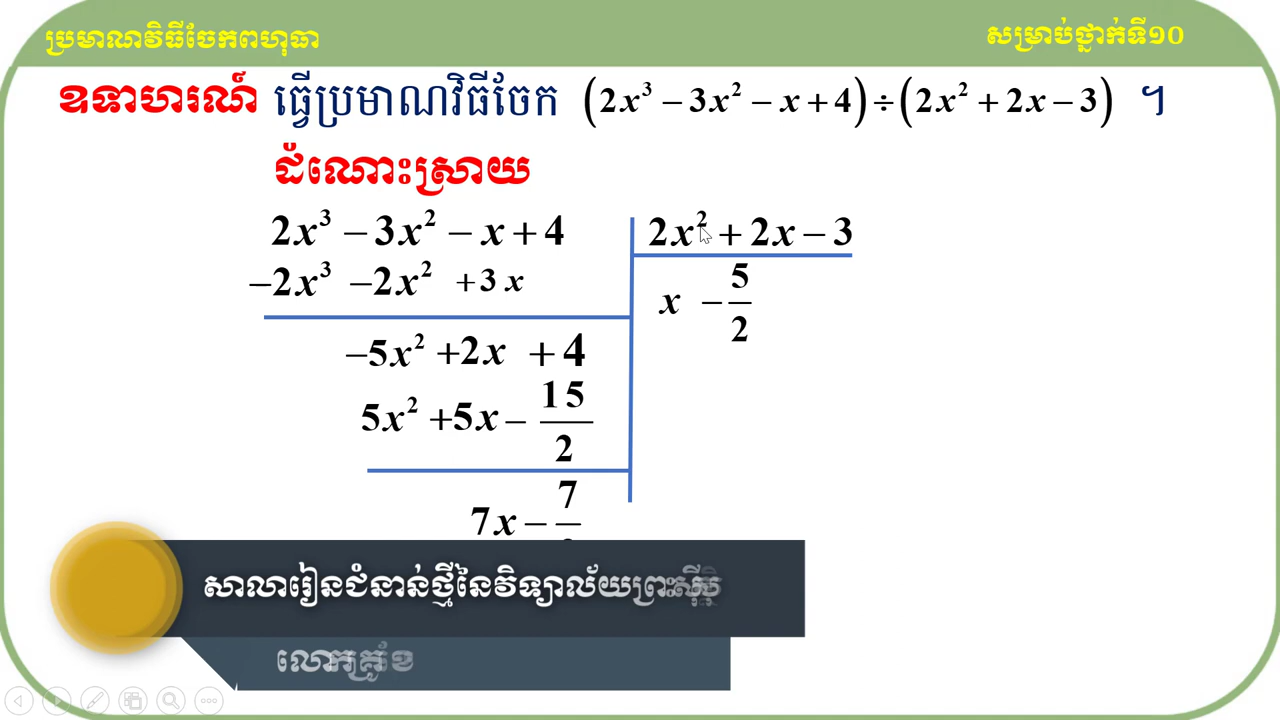 ប្រមាណវិធីចែកពហុធា
សម្រាប់ថ្នាក់ទី១០
ឧទាហរណ៍ ធ្វើប្រមាណវិធីចែក (2x³ − 3x² − x + 4) ÷ (2x² + 2x − 3) ។
ដំណោះស្រាយ
2x³ − 3x² − x + 4
2x² + 2x − 3
−2x³ −2x² +3x
x − 5/2
−5x² +2x +4
5x² +5x − 15/2
7x − 7
សាលារៀនជំនាន់ថ្មីនៃវិទ្យាល័យព្រះស៊ីសុ
លោកគ្រូ